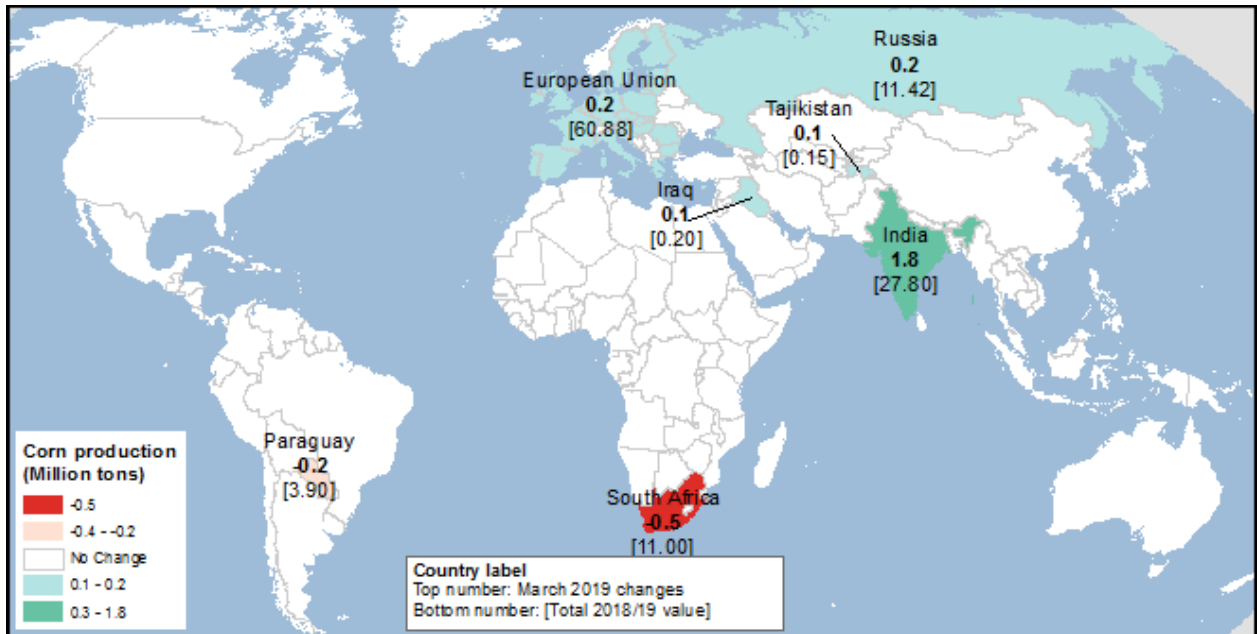 Russia
0.2
[11.42]
European Union
0.2
[60.88]
Tajikistan
0.1
[0.15]
Iraq
0.1
[0.20]
India
1.8
[27.80]
Paraguay
-0.2
[3.90]
South Africa
-0.5
[11.00]
Corn production
(Million tons)
-0.5
-0.4 - -0.2
No Change
0.1 - 0.2
0.3 - 1.8
Country label
Top number: March 2019 changes
Bottom number: [Total 2018/19 value]